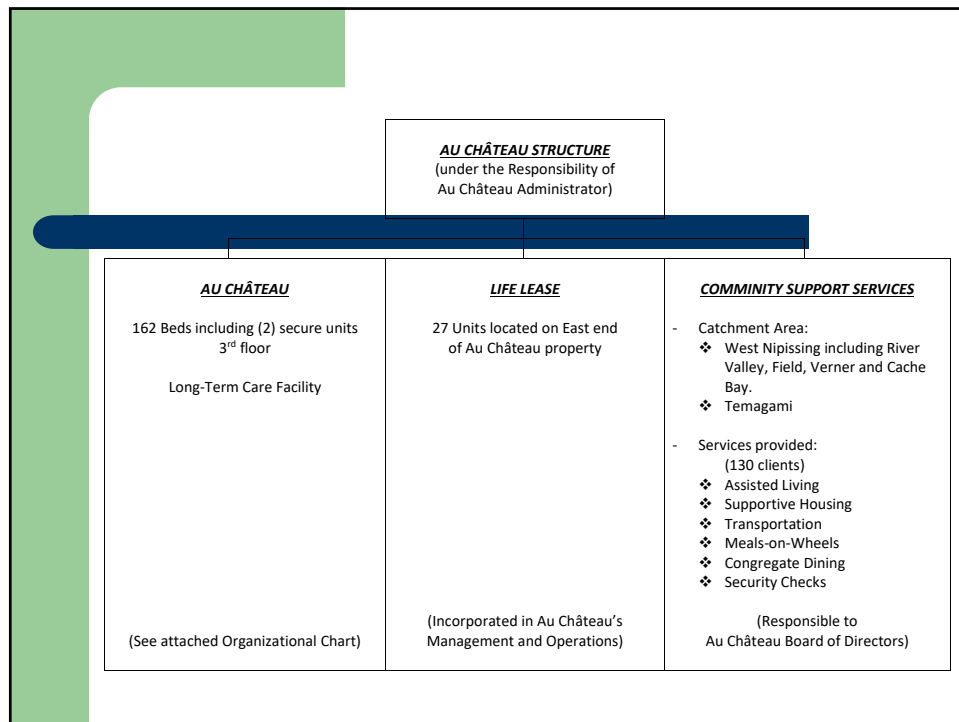 AU CHÂTEAU STRUCTURE
(under the Responsibility of
Au Château Administrator)
AU CHÂTEAU
162 Beds including (2) secure units
3rd floor
Long-Term Care Facility
(See attached Organizational Chart)
LIFE LEASE
27 Units located on East end
of Au Château property
(Incorporated in Au Château’s
Management and Operations)
COMMINITY SUPPORT SERVICES
- Catchment Area:
❖ West Nipissing including River
Valley, Field, Verner and Cache
Bay.
❖ Temagami
- Services provided:
(130 clients)
❖ Assisted Living
❖ Supportive Housing
❖ Transportation
❖ Meals-on-Wheels
❖ Congregate Dining
❖ Security Checks
(Responsible to
Au Château Board of Directors)